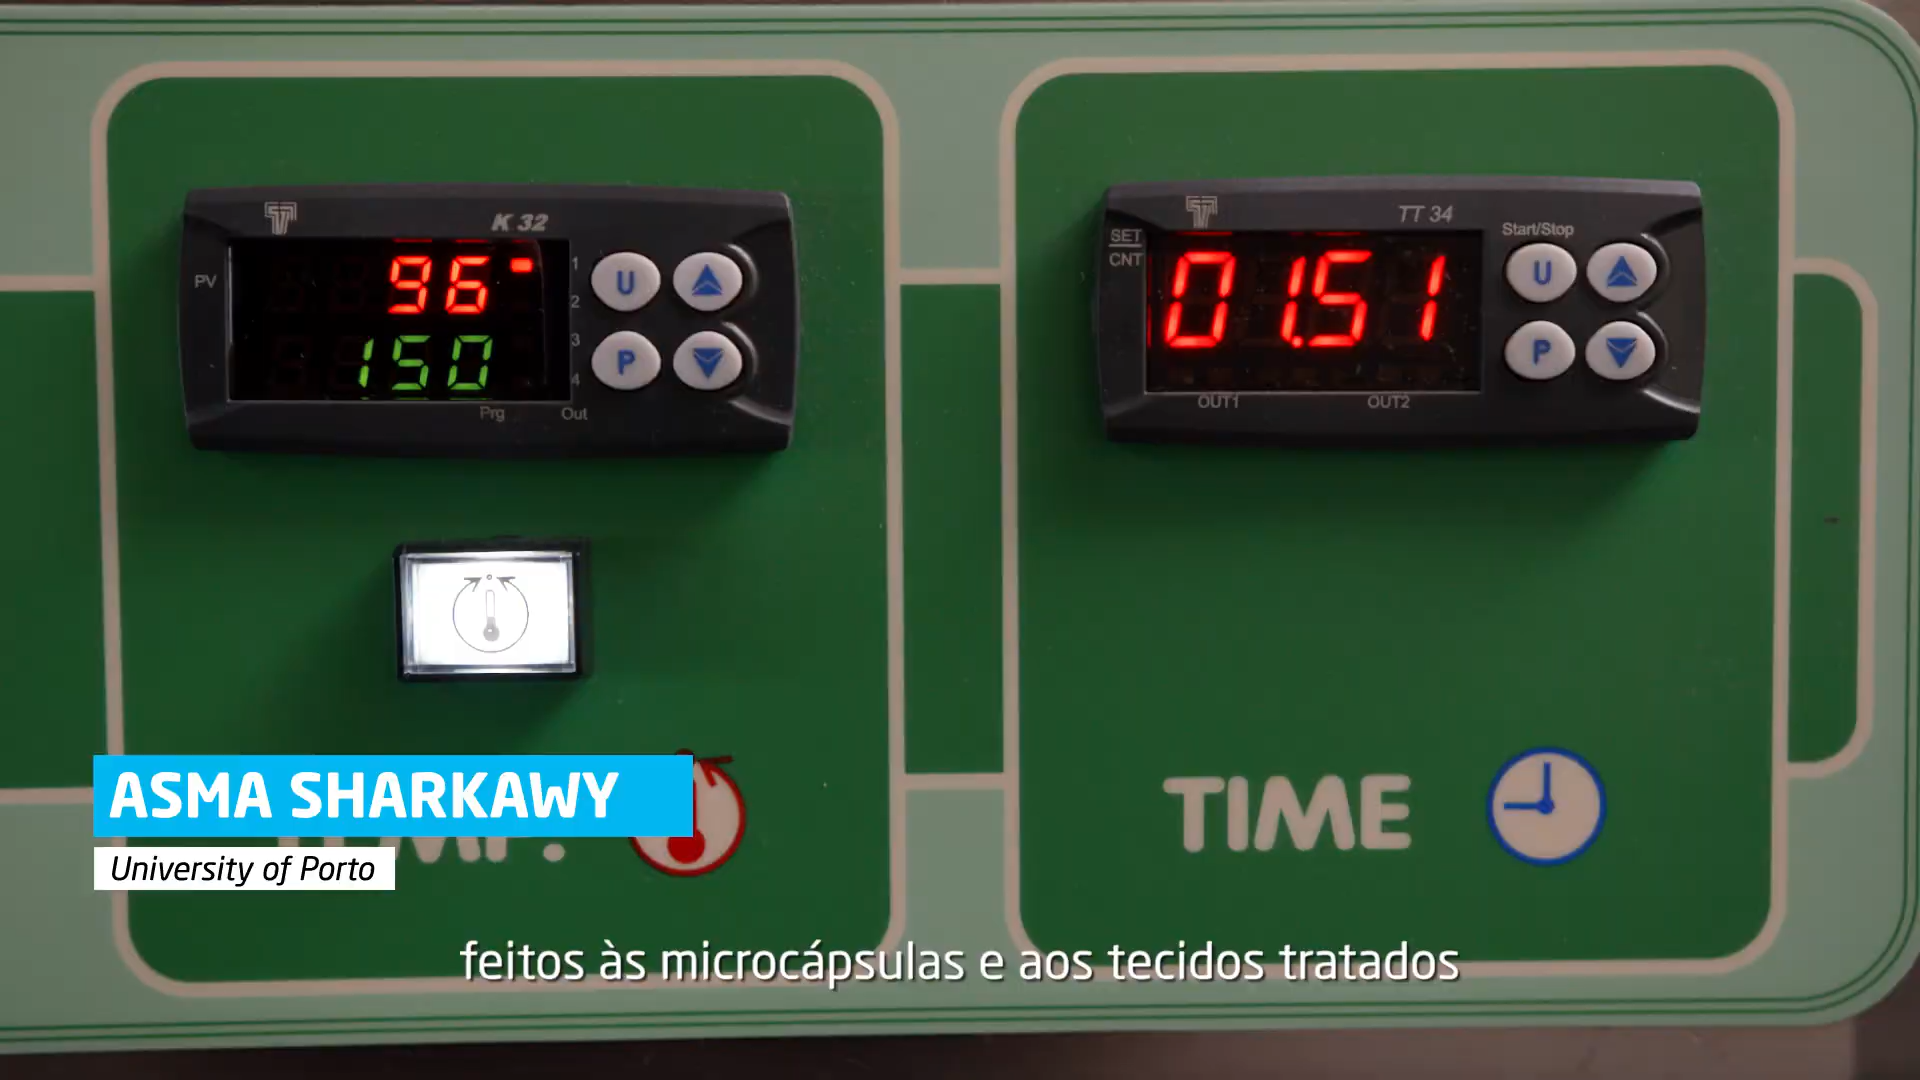 K 32
PV
96
150
1
2
3
4
U
P
Prg
Out
TT 34
SET
CNT
01.51
Start/Stop
U
P
OUT1
OUT2
TIME
ASMA SHARKAWY
University of Porto
feitos às microcápsulas e aos tecidos tratados